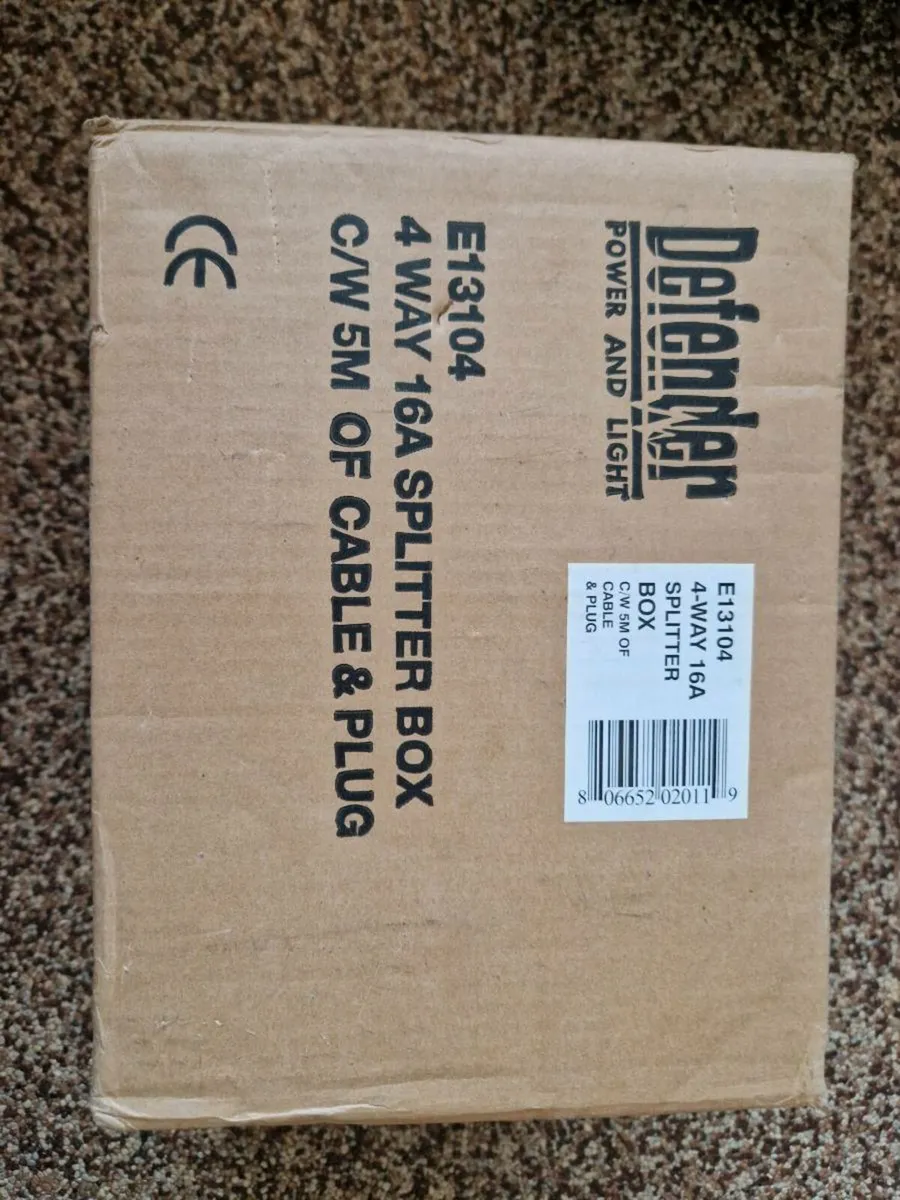 Defender
POWER AND LIGHT
E13104
4 WAY 16A SPLITTER BOX
C/W 5M OF CABLE & PLUG
CE
E13104
4-WAY 16A
SPLITTER
BOX
C/W 5M OF
CABLE
& PLUG
8 06652 02011 9